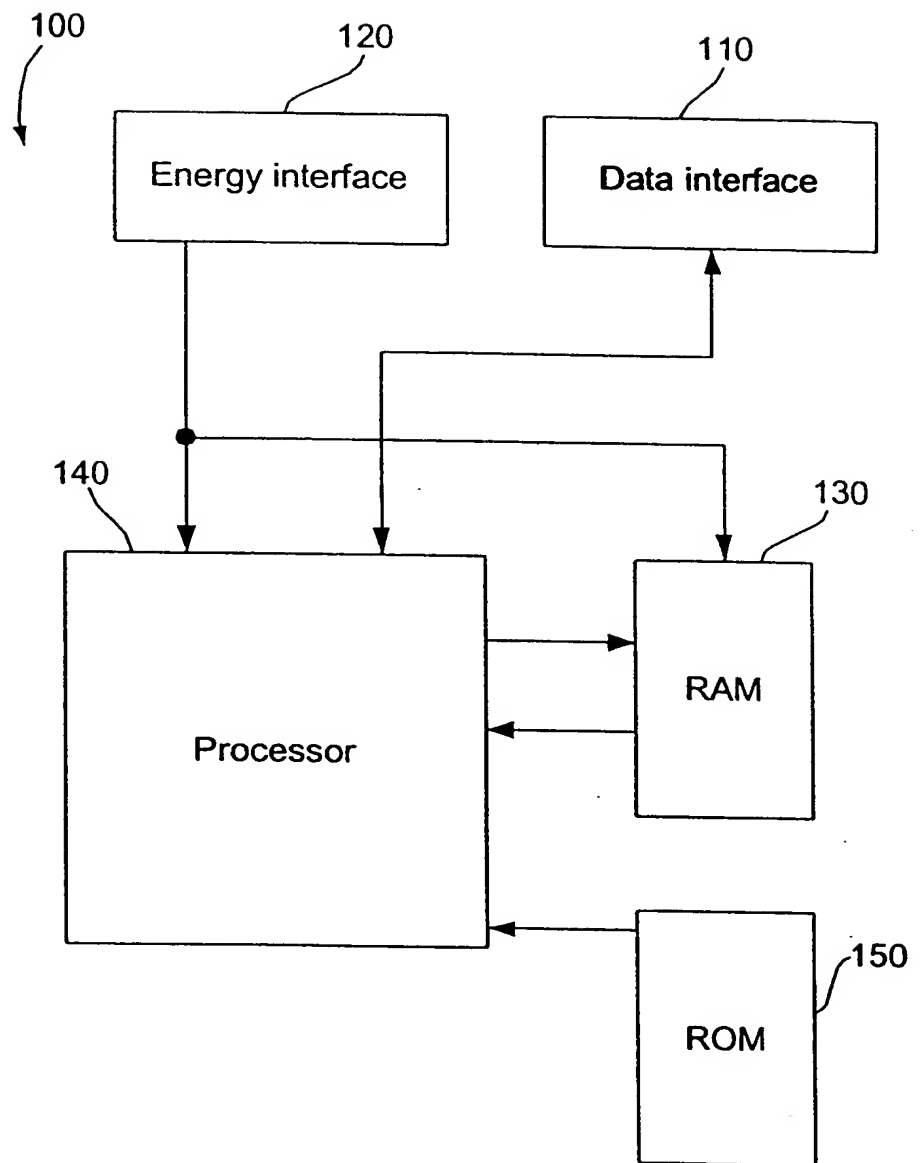 100
120
110
Energy interface
Data interface
140
130
RAM
Processor
150
ROM